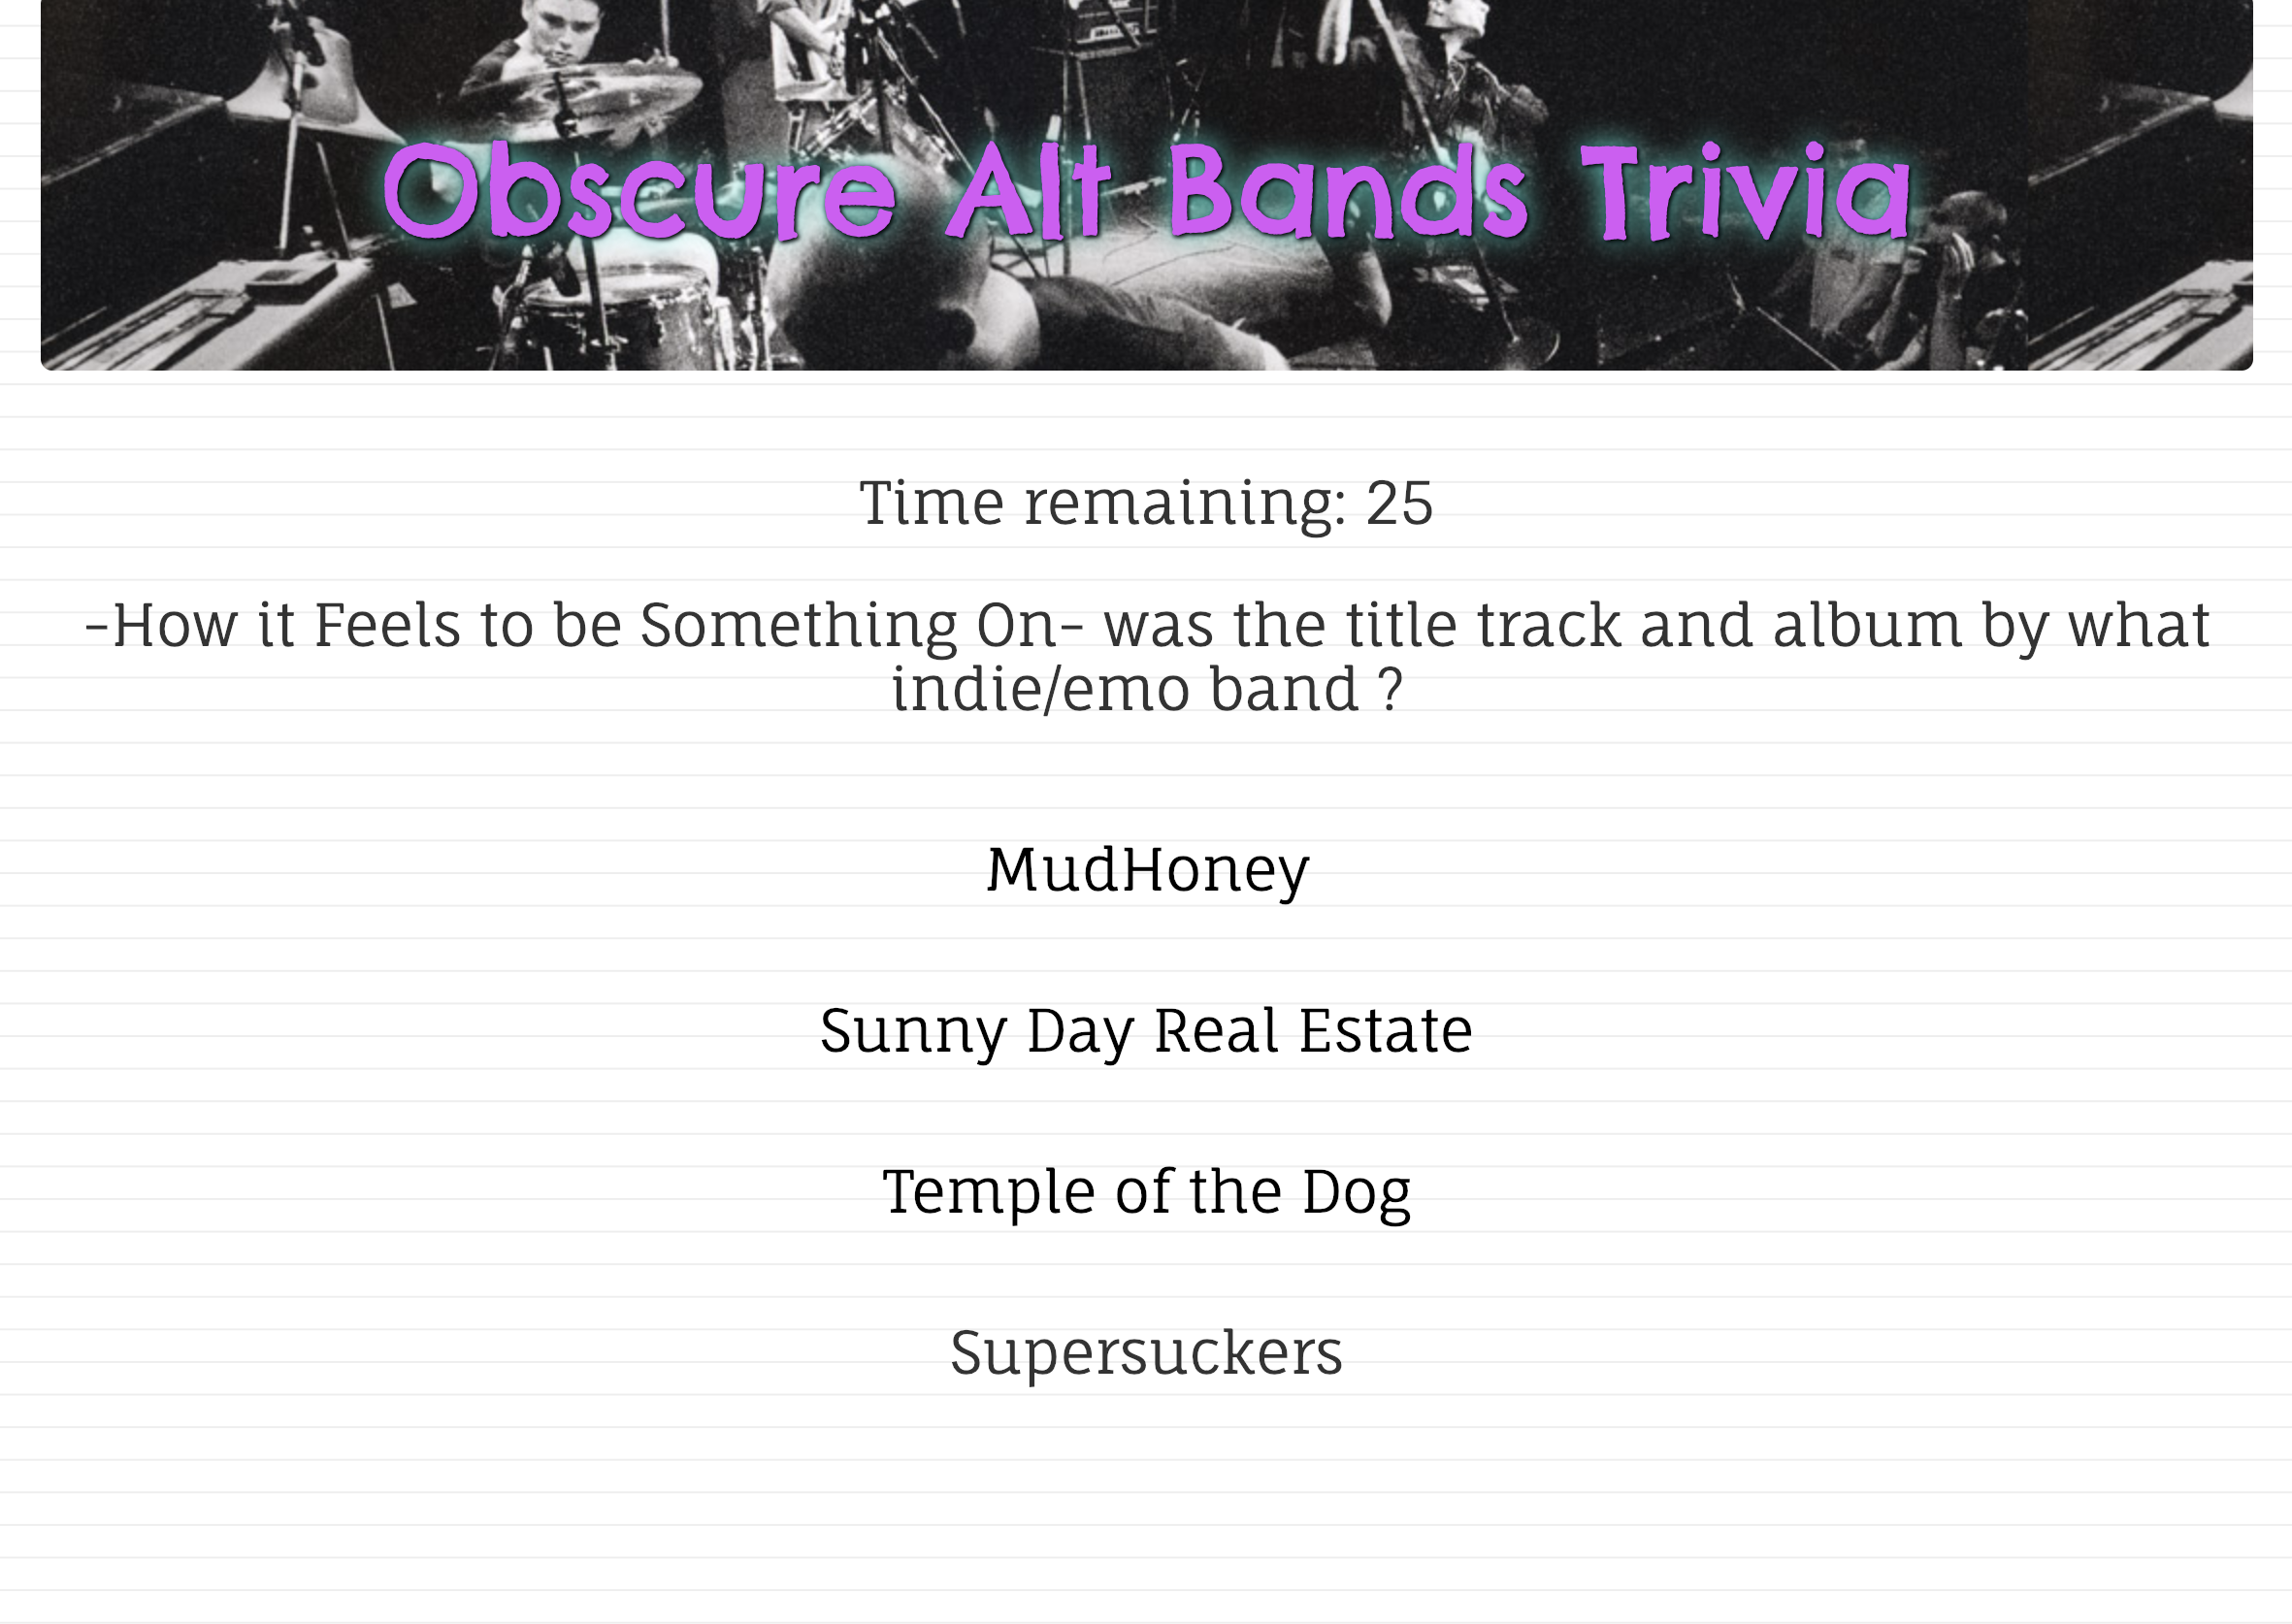 Obscure Alt Bands Trivia
Time remaining: 25
-How it Feels to be Something On- was the title track and album by what
indie/emo band ?
MudHoney
Sunny Day Real Estate
Temple of the Dog
Supersuckers